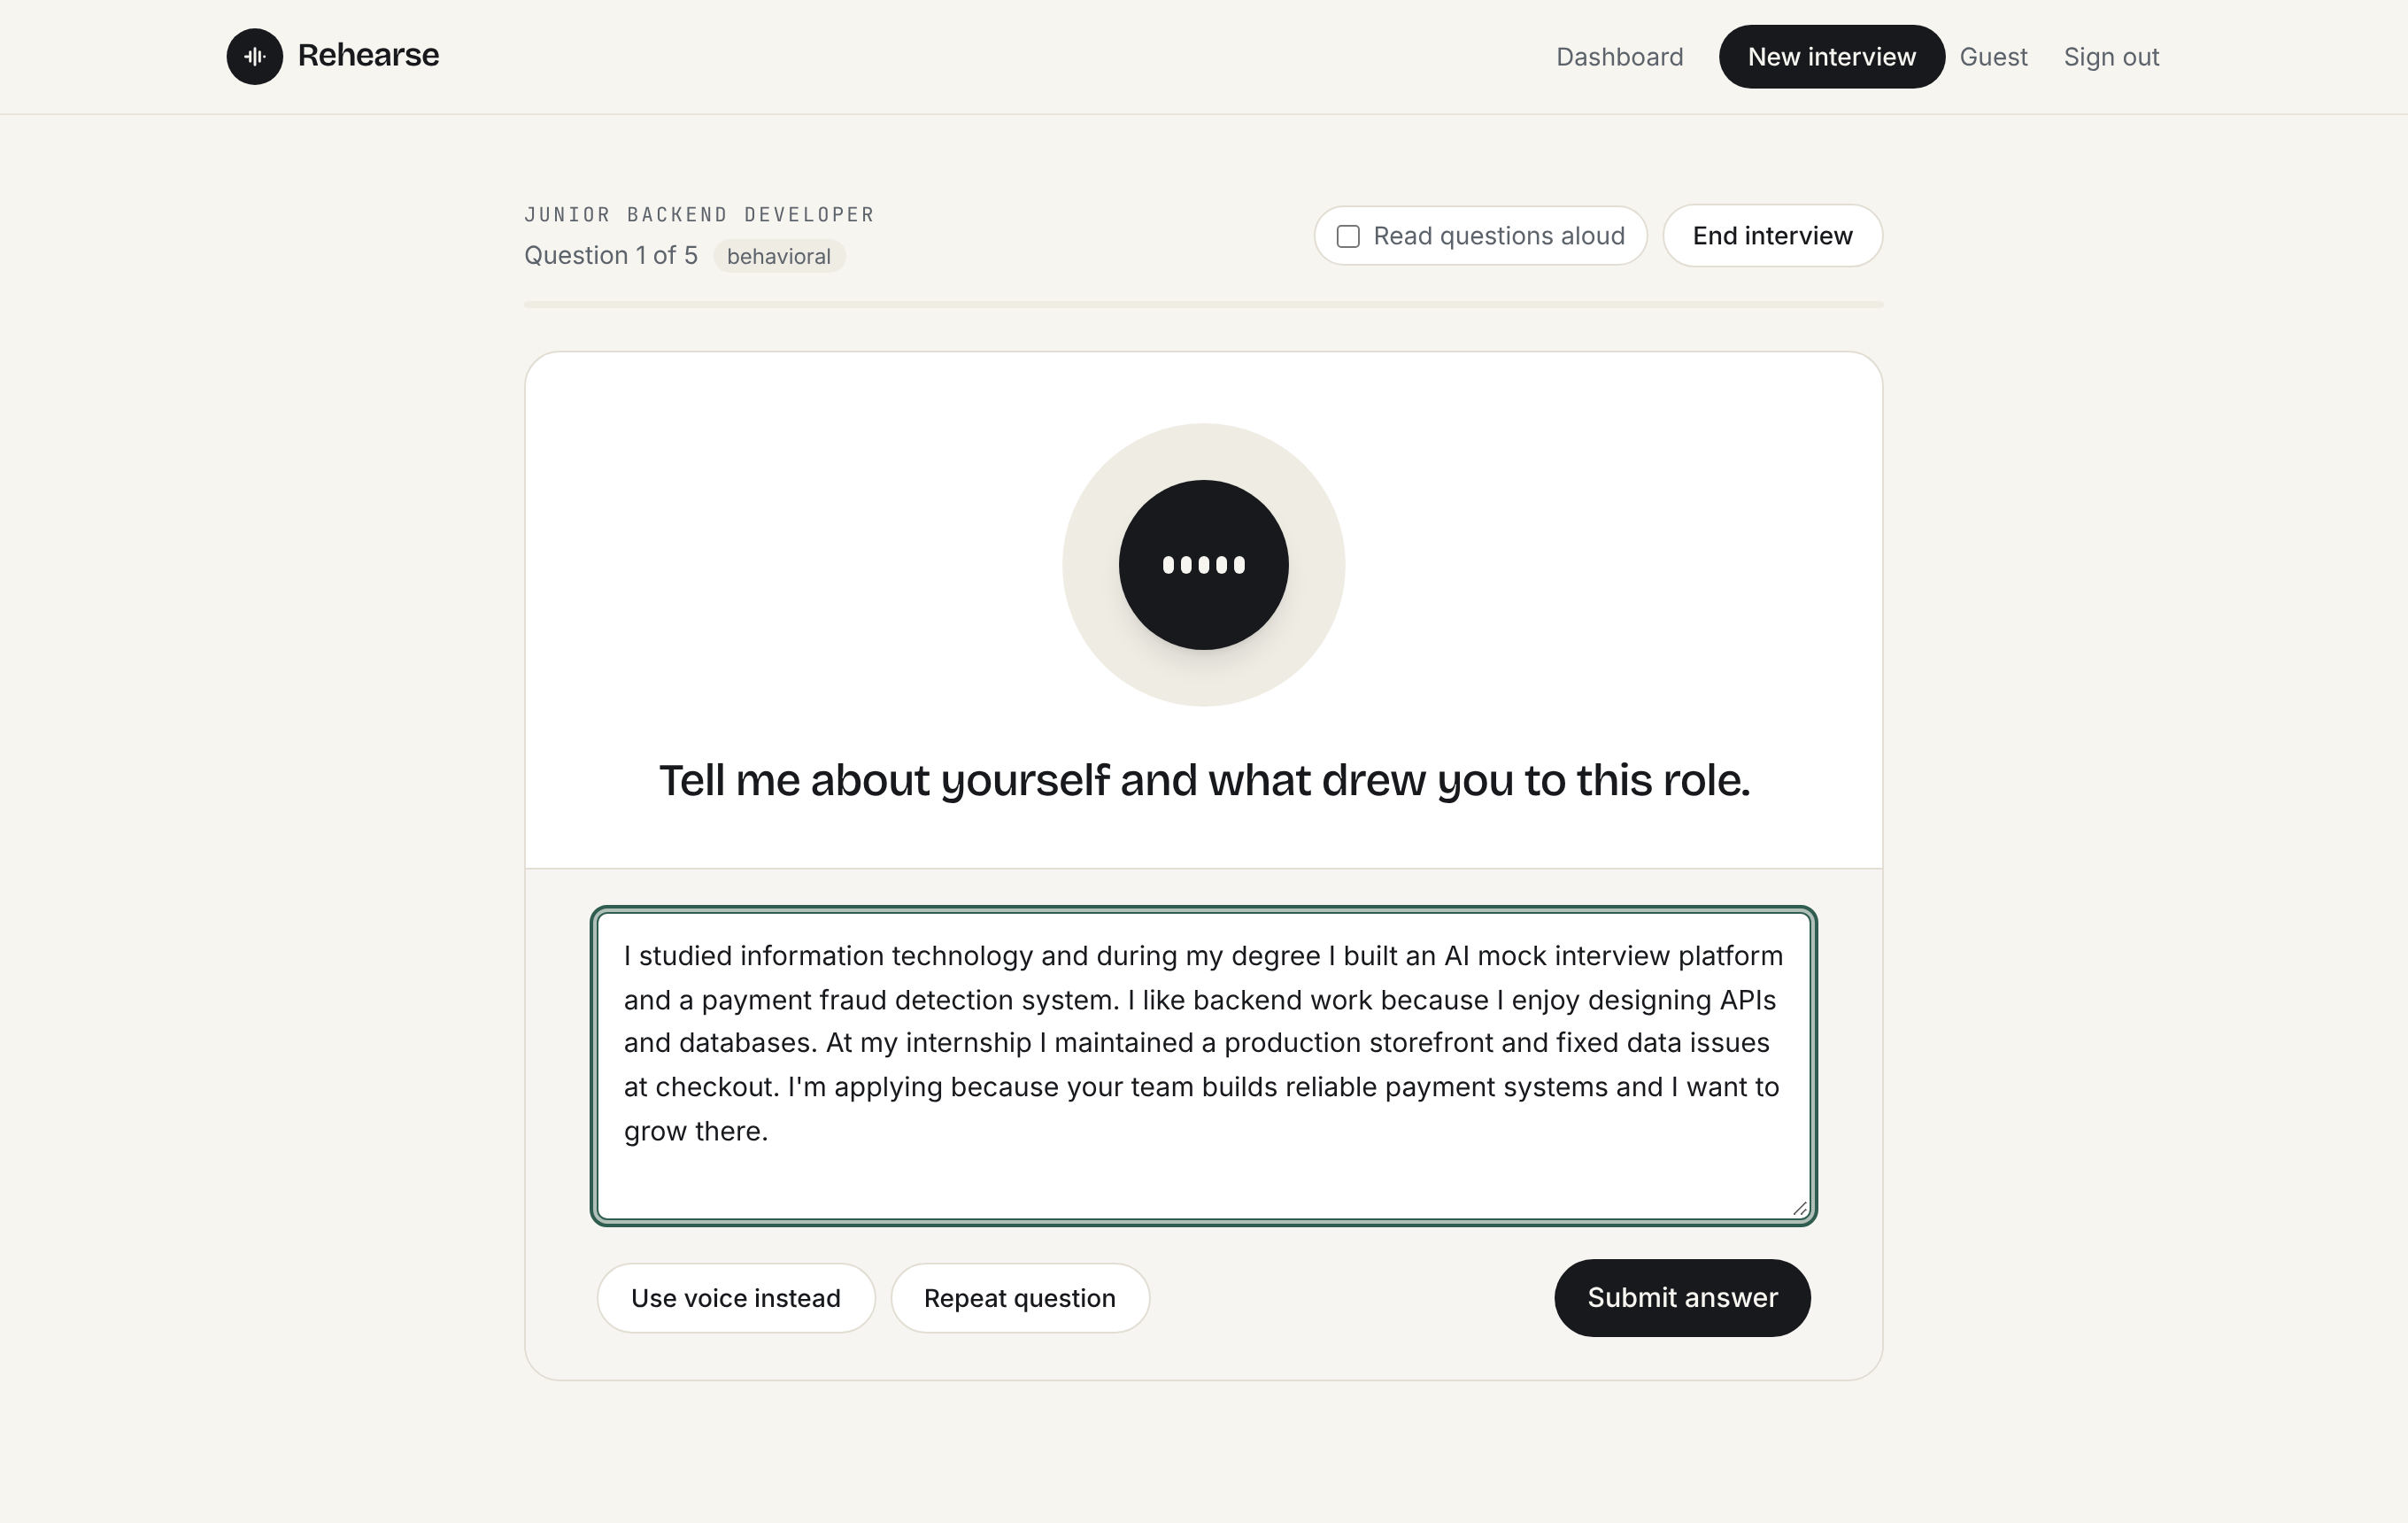 Rehearse
Dashboard
New interview
Guest
Sign out
JUNIOR BACKEND DEVELOPER
Question 1 of 5 behavioral
Read questions aloud
End interview
Tell me about yourself and what drew you to this role.
I studied information technology and during my degree I built an AI mock interview platform
and a payment fraud detection system. I like backend work because I enjoy designing APIs
and databases. At my internship I maintained a production storefront and fixed data issues
at checkout. I'm applying because your team builds reliable payment systems and I want to
grow there.
Use voice instead
Repeat question
Submit answer